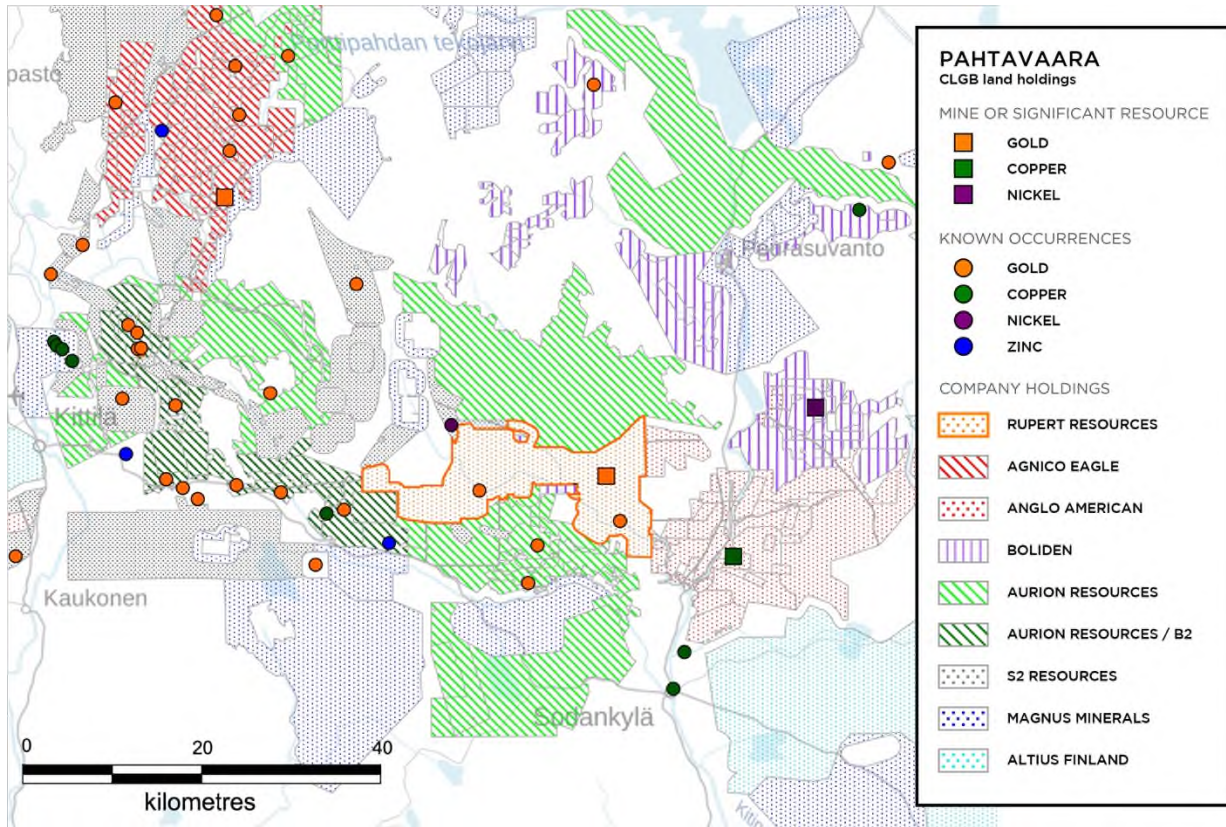 Porttipahdan tekojärvi
pasto
Peurasuvanto
Kittilä
Kaukonen
Sodankylä
0 20 40
kilometres
PAHTAVAARA
CLGB land holdings
MINE OR SIGNIFICANT RESOURCE
GOLD
COPPER
NICKEL
KNOWN OCCURRENCES
GOLD
COPPER
NICKEL
ZINC
COMPANY HOLDINGS
RUPERT RESOURCES
AGNICO EAGLE
ANGLO AMERICAN
BOLIDEN
AURION RESOURCES
AURION RESOURCES / B2
S2 RESOURCES
MAGNUS MINERALS
ALTIUS FINLAND